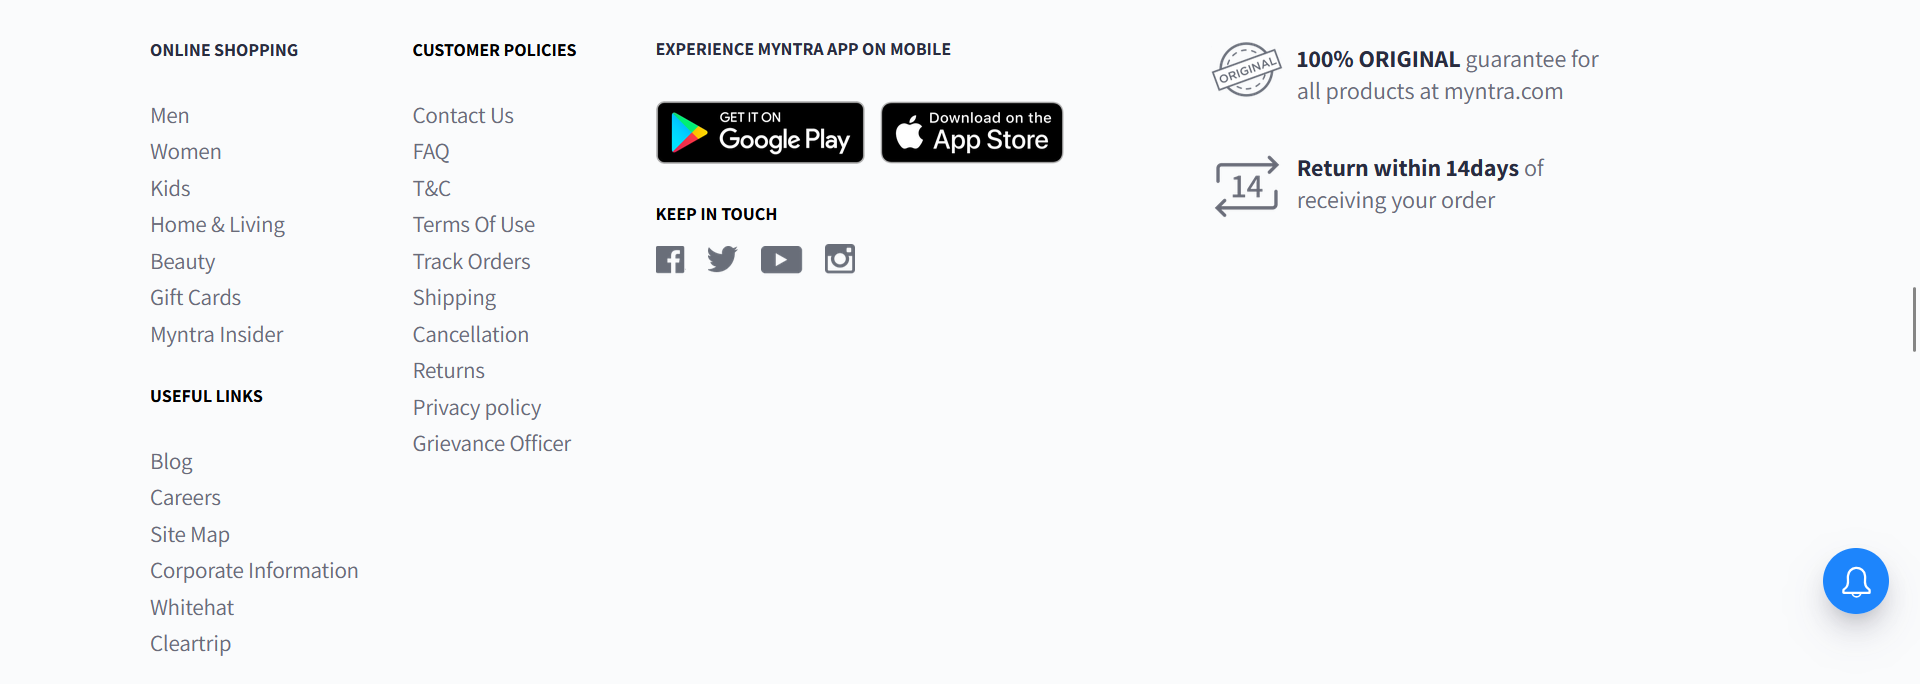 ONLINE SHOPPING
Men
Women
Kids
Home & Living
Beauty
Gift Cards
Myntra Insider
USEFUL LINKS
Blog
Careers
Site Map
Corporate Information
Whitehat
Cleartrip
CUSTOMER POLICIES
Contact Us
FAQ
T&C
Terms Of Use
Track Orders
Shipping
Cancellation
Returns
Privacy policy
Grievance Officer
EXPERIENCE MYNTRA APP ON MOBILE
GET IT ON
Google Play
Download on the
App Store
KEEP IN TOUCH
ORIGINAL
100% ORIGINAL guarantee for
all products at myntra.com
14
Return within 14days of
receiving your order